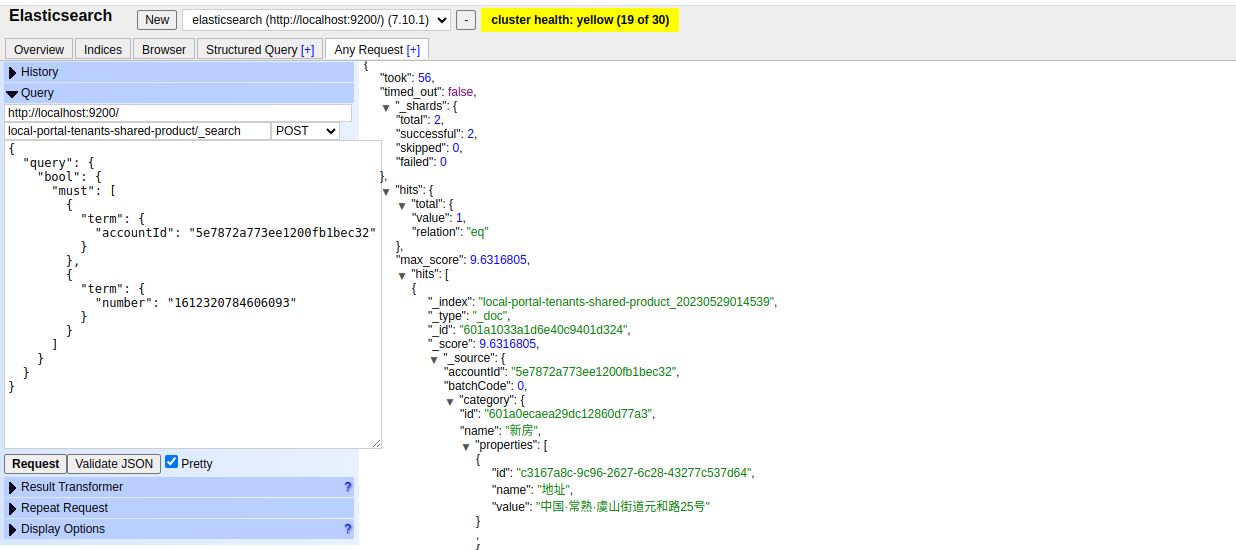 Elasticsearch
New
elasticsearch (http://localhost:9200/) (7.10.1)
-
cluster health: yellow (19 of 30)
Overview
Indices
Browser
Structured Query [+]
Any Request [+]
History
Query
http://localhost:9200/
local-portal-tenants-shared-product/_search
POST
{
"query": {
"bool": {
"must": [
{
"term": {
"accountId": "5e7872a773ee1200fb1bec32"
}
},
{
"term": {
"number": "1612320784606093"
}
}
]
}
}
}
Request
Validate JSON
Pretty
Result Transformer ?
Repeat Request
Display Options ?
{
"took": 56,
"timed_out": false,
"_shards": {
"total": 2,
"successful": 2,
"skipped": 0,
"failed": 0
},
"hits": {
"total": {
"value": 1,
"relation": "eq"
},
"max_score": 9.6316805,
"hits": [
{
"_index": "local-portal-tenants-shared-product_20230529014539",
"_type": "_doc",
"_id": "601a1033a1d6e40c9401d324",
"_score": 9.6316805,
"_source": {
"accountId": "5e7872a773ee1200fb1bec32",
"batchCode": 0,
"category": {
"id": "601a0ecaea29dc12860d77a3",
"name": "新房",
"properties": [
{
"id": "c3167a8c-9c96-2627-6c28-43277c537d64",
"name": "地址",
"value": "中国·常熟·虞山街道元和路25号"
}
,
{